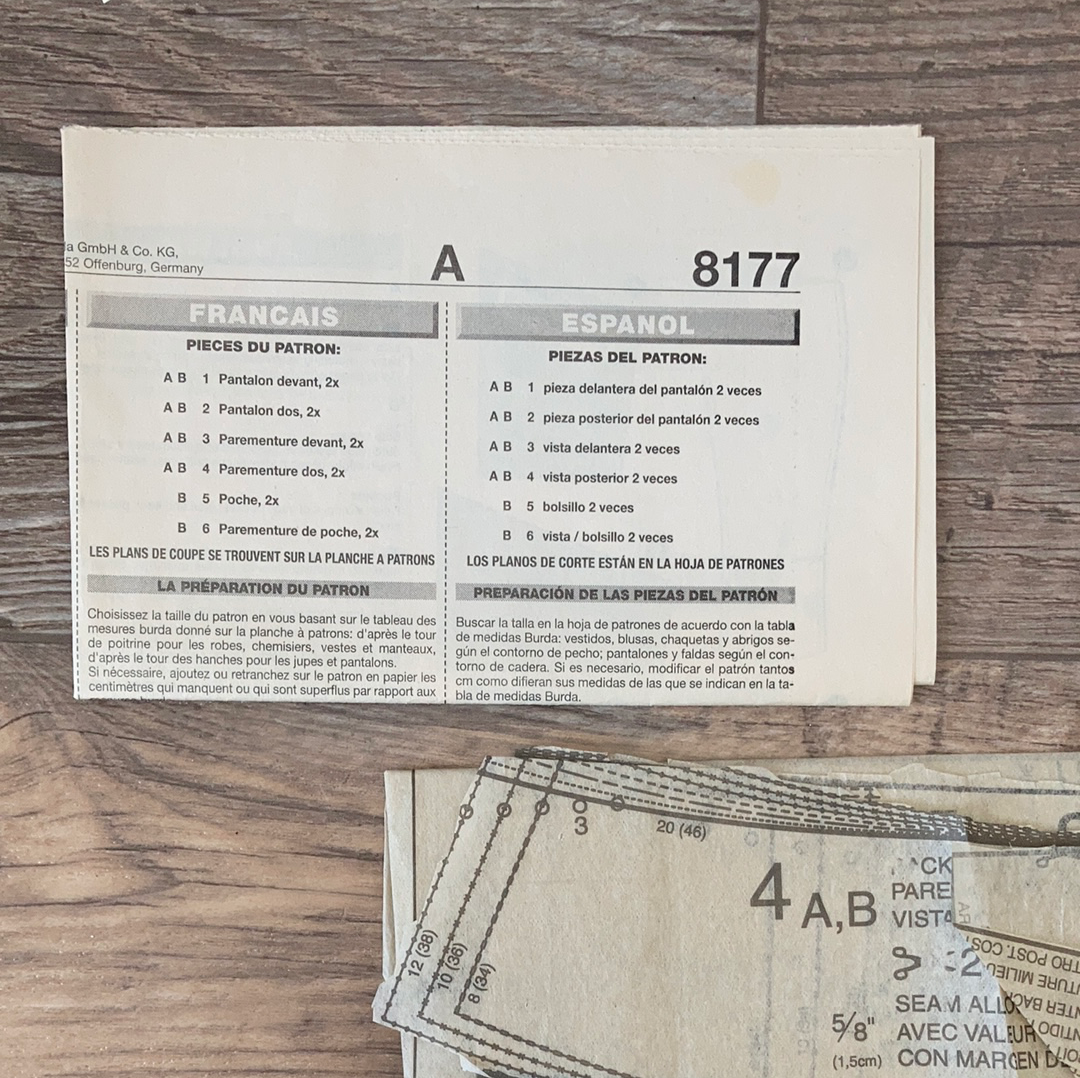 a GmbH & Co. KG,
52 Offenburg, Germany
A
8177
FRANCAIS
PIECES DU PATRON:
A B 1 Pantalon devant, 2x
A B 2 Pantalon dos, 2x
A B 3 Parementure devant, 2x
A B 4 Parementure dos, 2x
B 5 Poche, 2x
B 6 Parementure de poche, 2x
LES PLANS DE COUPE SE TROUVENT SUR LA PLANCHE A PATRONS
LA PRÉPARATION DU PATRON
Choisissez la taille du patron en vous basant sur le tableau des
mesures burda donné sur la planche à patrons: d'après le tour
de poitrine pour les robes, chemisiers, vestes et manteaux,
d'après le tour des hanches pour les jupes et pantalons.
Si nécessaire, ajoutez ou retranchez sur le patron en papier les
centimètres qui manquent ou qui sont superflus par rapport aux
ESPANOL
PIEZAS DEL PATRON:
A B 1 pieza delantera del pantalón 2 veces
A B 2 pieza posterior del pantalón 2 veces
A B 3 vista delantera 2 veces
A B 4 vista posterior 2 veces
B 5 bolsillo 2 veces
B 6 vista / bolsillo 2 veces
LOS PLANOS DE CORTE ESTÁN EN LA HOJA DE PATRONES
PREPARACIÓN DE LAS PIEZAS DEL PATRÓN
Buscar la talla en la hoja de patrones de acuerdo con la tabla
de medidas Burda: vestidos, blusas, chaquetas y abrigos se-
gún el contorno de pecho; pantalones y faldas según el con-
torno de cadera. Si es necesario, modificar el patrón tantos
cm como difieran sus medidas de las que se indican en la ta-
bla de medidas Burda.
3
20 (46)
12 (38)
10 (36)
8 (34)
4 A,B
CK
PARE
VISTA
2
SEAM ALLO
5/8" AVEC VALEUR
(1,5cm) CON MARGEN D
TRO POST. COS
TURE MILIEU
TER BACK